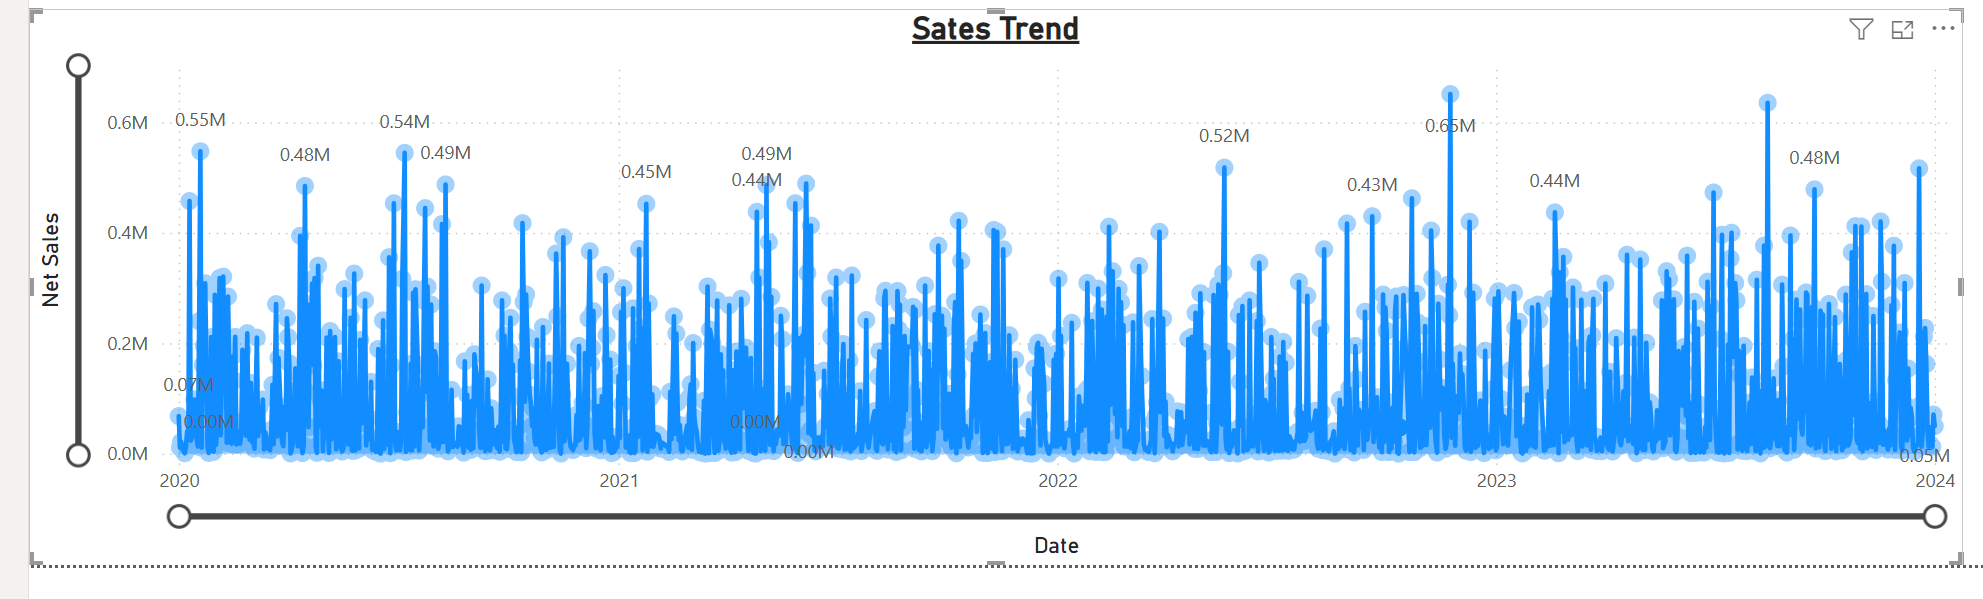 Sates Trend
0.55M
0.48M
0.54M
0.49M
0.45M
0.49M
0.44M
0.52M
0.43M
0.65M
0.44M
0.48M
0.07M
0.00M
0.00M
0.00M
0.05M
0.6M
0.4M
0.2M
0.0M
Net Sales
2020
2021
2022
2023
2024
Date